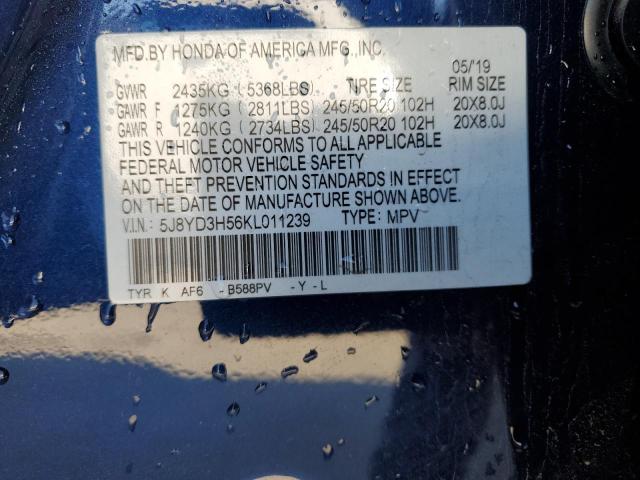 MFD.BY HONDA OF AMERICA MFG.,INC. 05/'19
GVWR 2435KG ( 5368LBS) TIRE SIZE RIM SIZE
GAWR F 1275KG ( 2811LBS) 245/50R20 102H 20X8.0J
GAWR R 1240KG ( 2734LBS) 245/50R20 102H 20X8.0J
THIS VEHICLE CONFORMS TO ALL APPLICABLE
FEDERAL MOTOR VEHICLE SAFETY
AND THEFT PREVENTION STANDARDS IN EFFECT
ON THE DATE OF MANUFACTURE SHOWN ABOVE.
V.I.N.: 5J8YD3H56KL011239 TYPE: MPV
TYR K AF6 -B588PV -Y-L